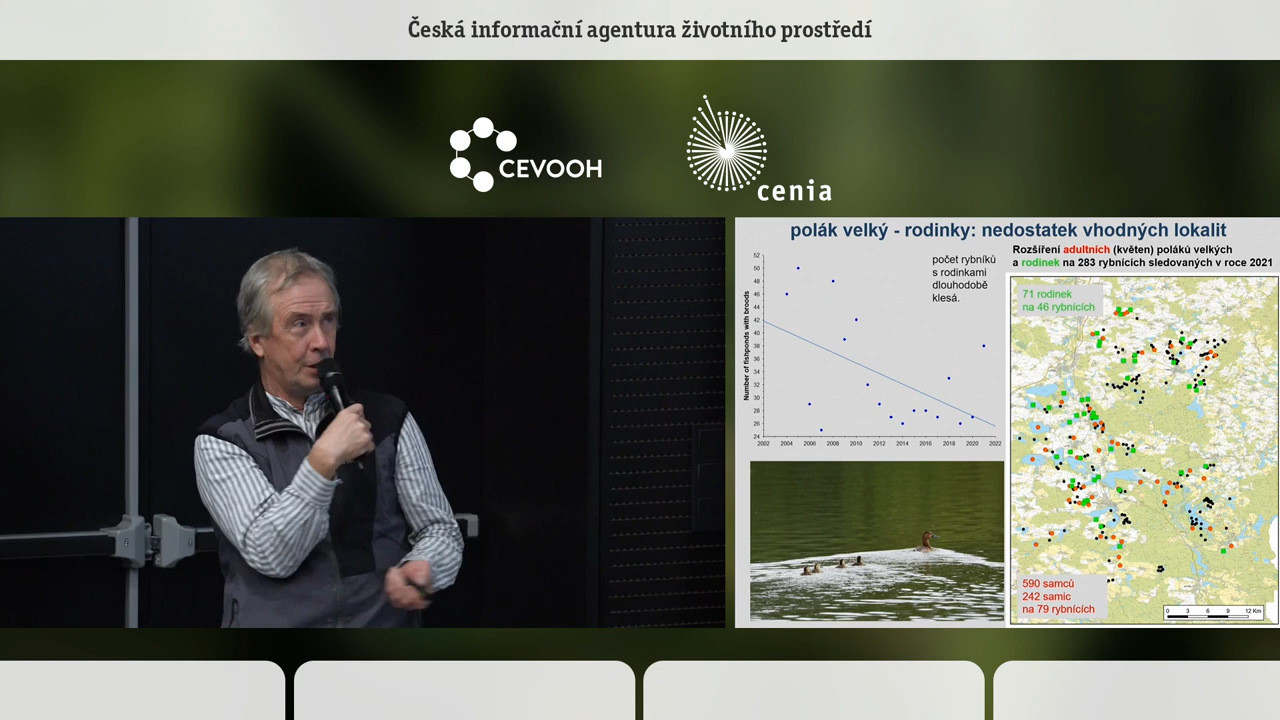 Česká informační agentura životního prostředí
CEVOOH
cenia
polák velký - rodinky: nedostatek vhodných lokalit
počet rybníků
s rodinkami
dlouhodobě
klesá.
Number of fishponds with broods
52
50
48
46
44
42
40
38
36
34
32
30
28
26
24
2002 2004 2006 2008 2010 2012 2014 2016 2018 2020 2022
Rozšíření adultních (květen) poláků velkých
a rodinek na 283 rybnících sledovaných v roce 2021
71 rodinek
na 46 rybnících
590 samců
242 samic
na 79 rybnících
0 3 6 9 12 Km